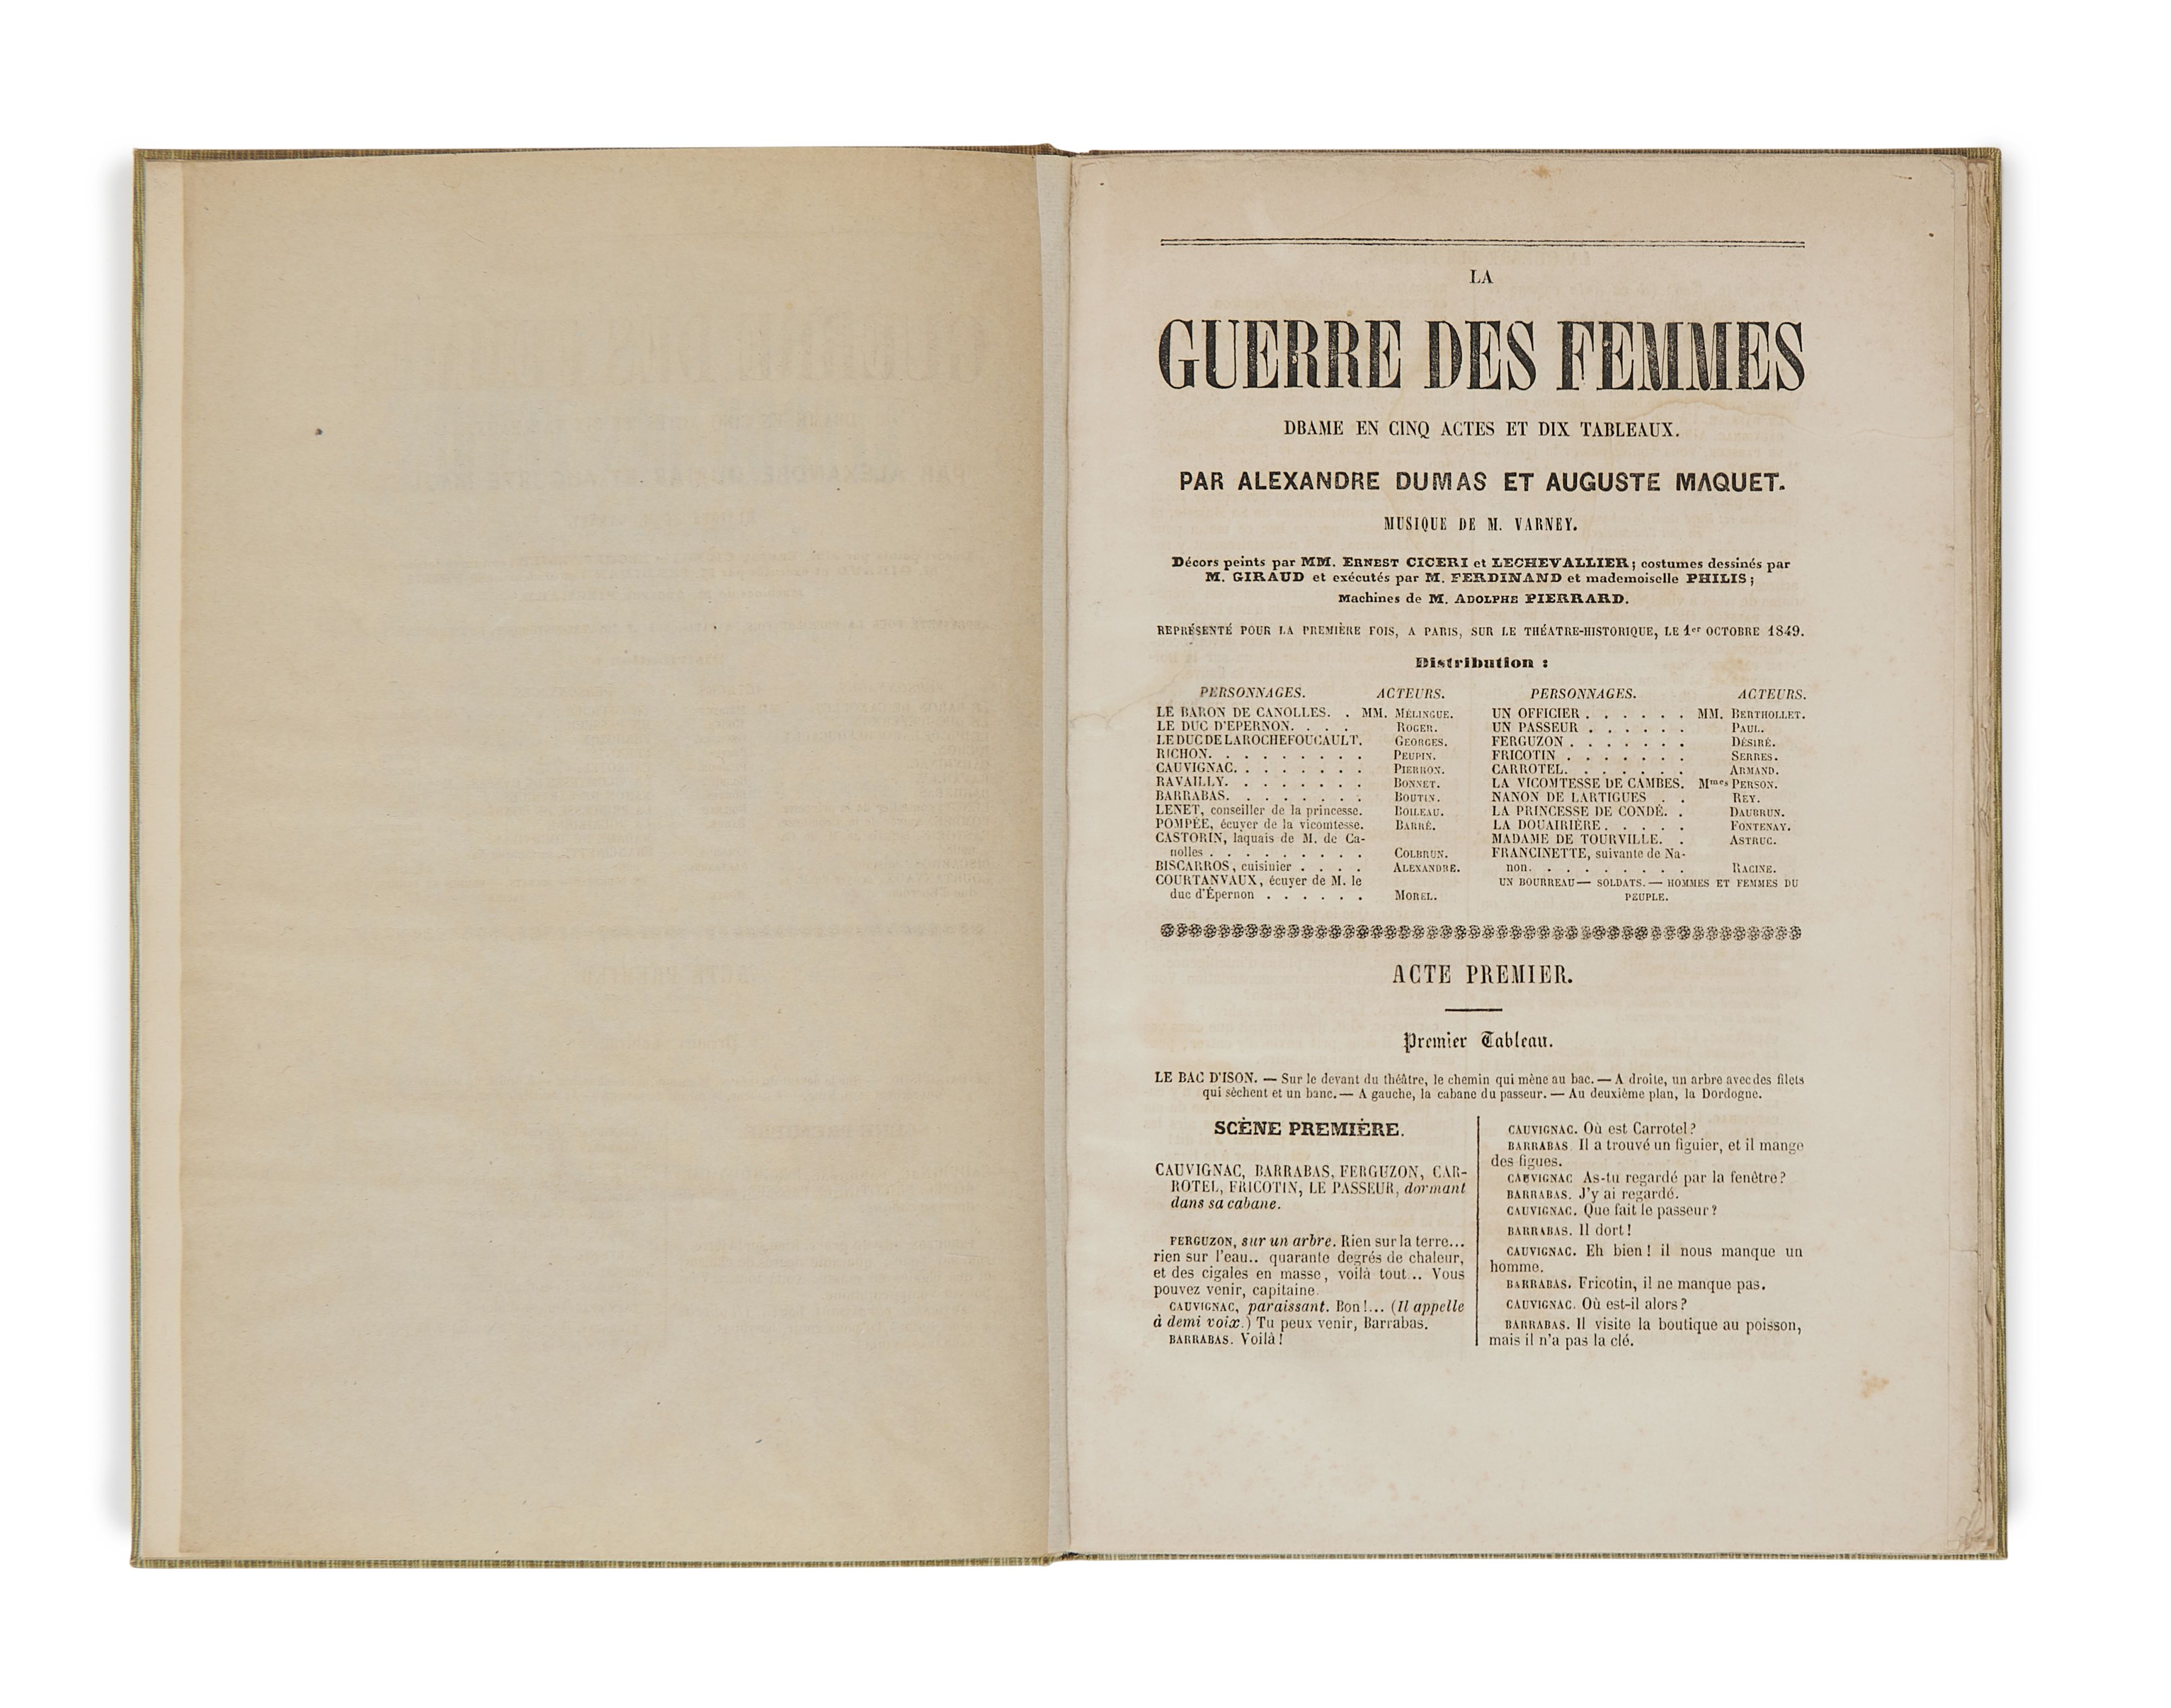 LA
GUERRE DES FEMMES
DBAME EN CINQ ACTES ET DIX TABLEAUX.
PAR ALEXANDRE DUMAS ET AUGUSTE MAQUET.
MUSIQUE DE M. VARNEY.
Décors peints par MM. ERNEST CICERI et LECHEVALLIER; costumes dessinés par
M. GIRAUD et exécutés par M. FERDINAND et mademoiselle PHILIS;
Machines de M. ADOLPHE PIERRARD.
REPRÉSENTÉ POUR LA PREMIÈRE FOIS, A PARIS, SUR LE THÉATRE-HISTORIQUE, LE 1er OCTOBRE 1849.
Distribution :
PERSONNAGES. ACTEURS.
LE BARON DE CANOLLES. . MM. MÉLINGUE.
LE DUC D'EPERNON. . . . ROGER.
LE DUC DE LAROCHEFOUCAULT. GEORGES.
RICHON. . . . . . . . . PEUPIN.
CAUVIGNAC. . . . . . . . PIERRON.
RAVAILLY. . . . . . . . BONNET.
BARRABAS. . . . . . . . BOUTIN.
LENET, conseiller de la princesse. BOILEAU.
POMPÉE, écuyer de la vicomtesse. BARRÉ.
CASTORIN, laquais de M. de Ca-
nolles . . . . . . . . . COLBRUN.
BISCARROS, cuisinier . . . . ALEXANDRE.
COURTANVAUX, écuyer de M. le
duc d'Épernon . . . . . . MOREL.
PERSONNAGES. ACTEURS.
UN OFFICIER . . . . . . MM. BERTHOLLET.
UN PASSEUR . . . . . . PAUL.
FERGUZON . . . . . . . DÉSIRÉ.
FRICOTIN . . . . . . . SERRES.
CARROTEL. . . . . . . ARMAND.
LA VICOMTESSE DE CAMBES. Mmes PERSON.
NANON DE LARTIGUES . . REY.
LA PRINCESSE DE CONDÉ. . DAUBRUN.
LA DOUAIRIÈRE . . . . . FONTENAY.
MADAME DE TOURVILLE. . ASTRUC.
FRANCINETTE, suivante de Na-
non. . . . . . . . . RACINE.
UN BOURREAU — SOLDATS. — HOMMES ET FEMMES DU
PEUPLE.
ACTE PREMIER.
Premier Tableau.
LE BAC D'ISON. — Sur le devant du théâtre, le chemin qui mène au bac. — A droite, un arbre avec des filets
qui sèchent et un banc. — A gauche, la cabane du passeur. — Au deuxième plan, la Dordogne.
SCÈNE PREMIÈRE.
CAUVIGNAC, BARRABAS, FERGUZON, CAR-
ROTEL, FRICOTIN, LE PASSEUR, dormant
dans sa cabane.
FERGUZON, sur un arbre. Rien sur la terre...
rien sur l'eau.. quarante degrés de chaleur,
et des cigales en masse, voilà tout... Vous
pouvez venir, capitaine.
CAUVIGNAC, paraissant. Bon!... (Il appelle
à demi voix.) Tu peux venir, Barrabas.
BARRABAS. Voilà!
CAUVIGNAC. Où est Carrotel?
BARRABAS. Il a trouvé un figuier, et il mange
des figues.
CAUVIGNAC As-tu regardé par la fenêtre?
BARRABAS. J'y ai regardé.
CAUVIGNAC. Que fait le passeur?
BARRABAS. Il dort!
CAUVIGNAC. Eh bien! il nous manque un
homme.
BARRABAS. Fricotin, il ne manque pas.
CAUVIGNAC. Où est-il alors?
BARRABAS. Il visite la boutique au poisson,
mais il n'a pas la clé.